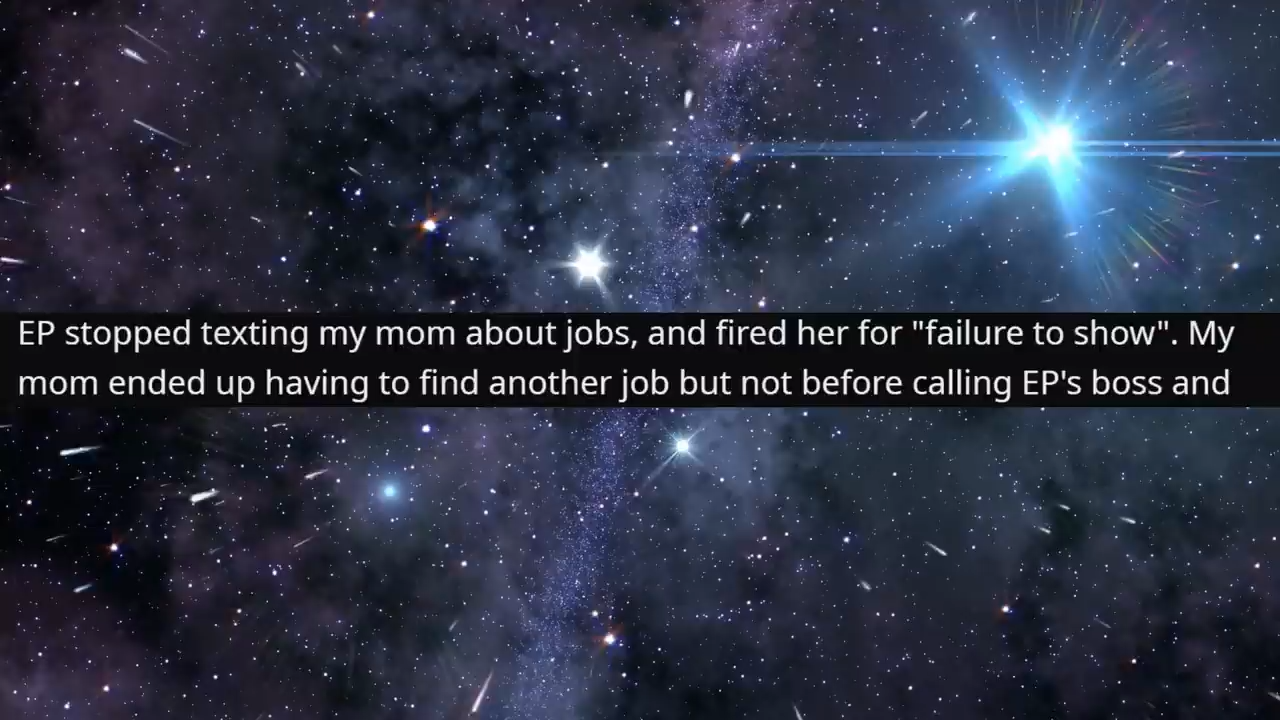 EP stopped texting my mom about jobs, and fired her for "failure to show". My
mom ended up having to find another job but not before calling EP's boss and